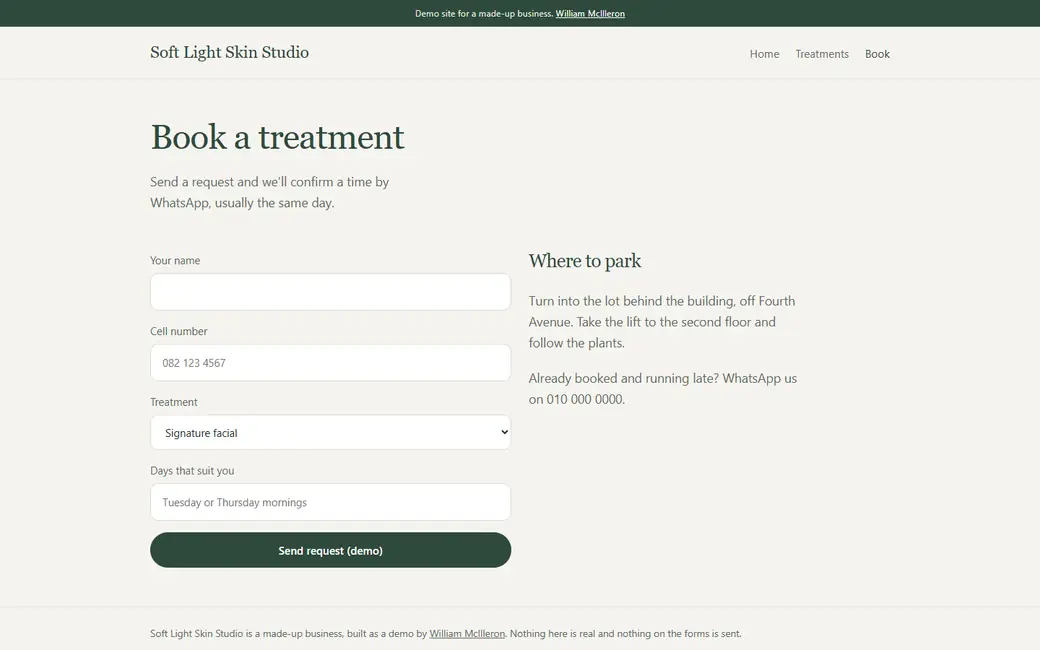 Demo site for a made-up business. William McIlleron
Soft Light Skin Studio
Home
Treatments
Book
Book a treatment
Send a request and we'll confirm a time by
WhatsApp, usually the same day.
Your name
Cell number
082 123 4567
Treatment
Signature facial
Days that suit you
Tuesday or Thursday mornings
Send request (demo)
Where to park
Turn into the lot behind the building, off Fourth
Avenue. Take the lift to the second floor and
follow the plants.
Already booked and running late? WhatsApp us
on 010 000 0000.
Soft Light Skin Studio is a made-up business, built as a demo by William McIlleron. Nothing here is real and nothing on the forms is sent.